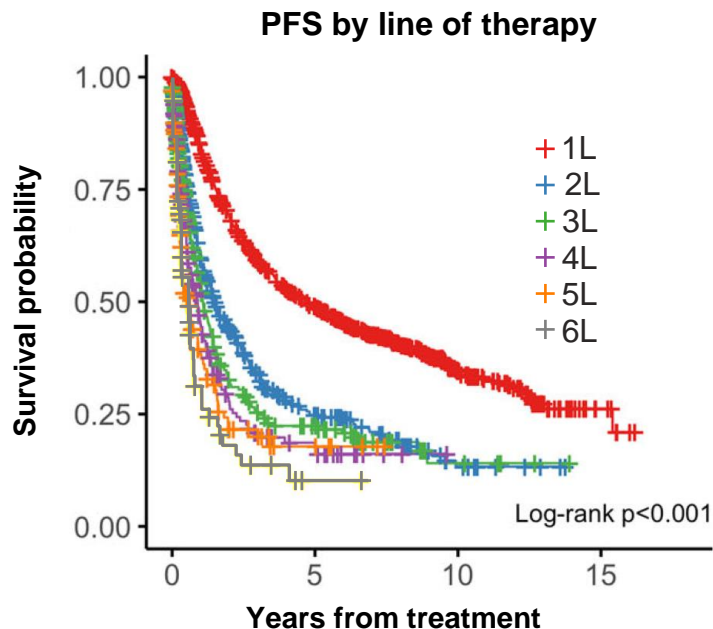 PFS by line of therapy
Survival probability
1.00
0.75
0.50
0.25
0.00
1L
2L
3L
4L
5L
6L
Log-rank p<0.001
0 5 10 15
Years from treatment